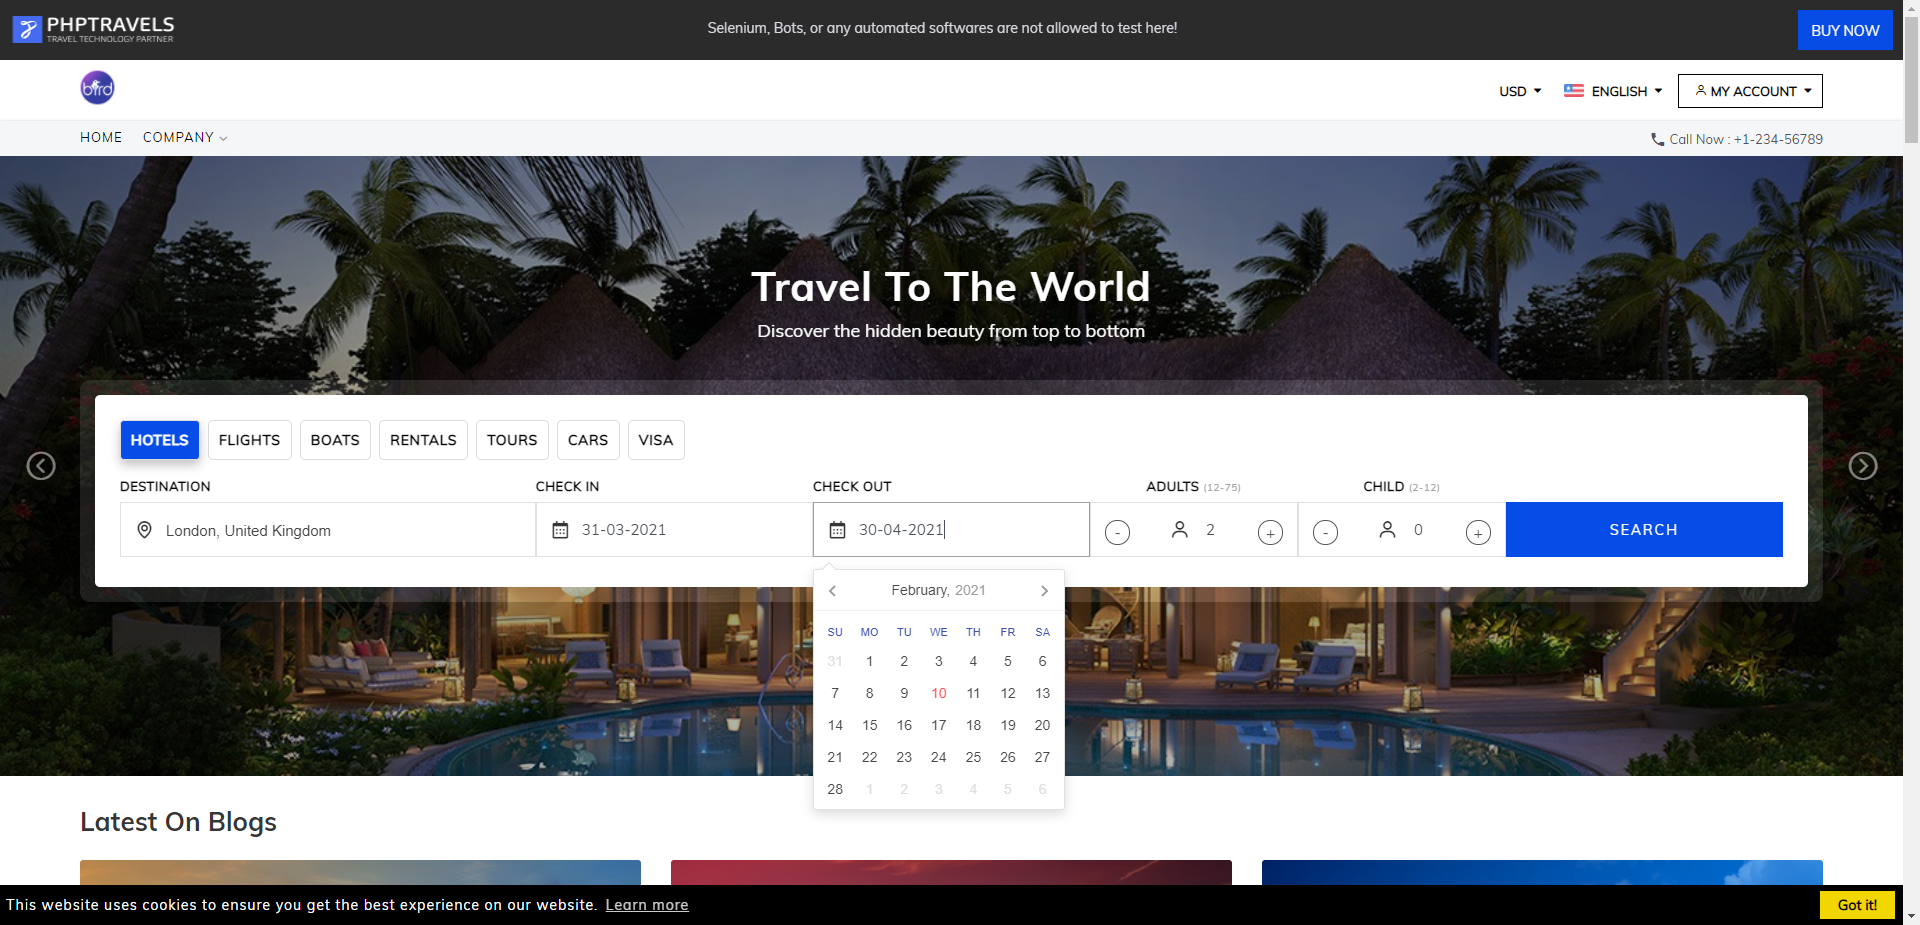 PHPTRAVELS
TRAVEL TECHNOLOGY PARTNER
Selenium, Bots, or any automated softwares are not allowed to test here!
BUY NOW
bird
USD
ENGLISH
MY ACCOUNT
HOME
COMPANY
Call Now : +1-234-56789
Travel To The World
Discover the hidden beauty from top to bottom
HOTELS
FLIGHTS
BOATS
RENTALS
TOURS
CARS
VISA
DESTINATION
CHECK IN
CHECK OUT
ADULTS (12-75)
CHILD (2-12)
London, United Kingdom
31-03-2021
30-04-2021
- 2 +
- 0 +
SEARCH
February, 2021
SU MO TU WE TH FR SA
31 1 2 3 4 5 6
7 8 9 10 11 12 13
14 15 16 17 18 19 20
21 22 23 24 25 26 27
28 1 2 3 4 5 6
Latest On Blogs
This website uses cookies to ensure you get the best experience on our website. Learn more
Got it!